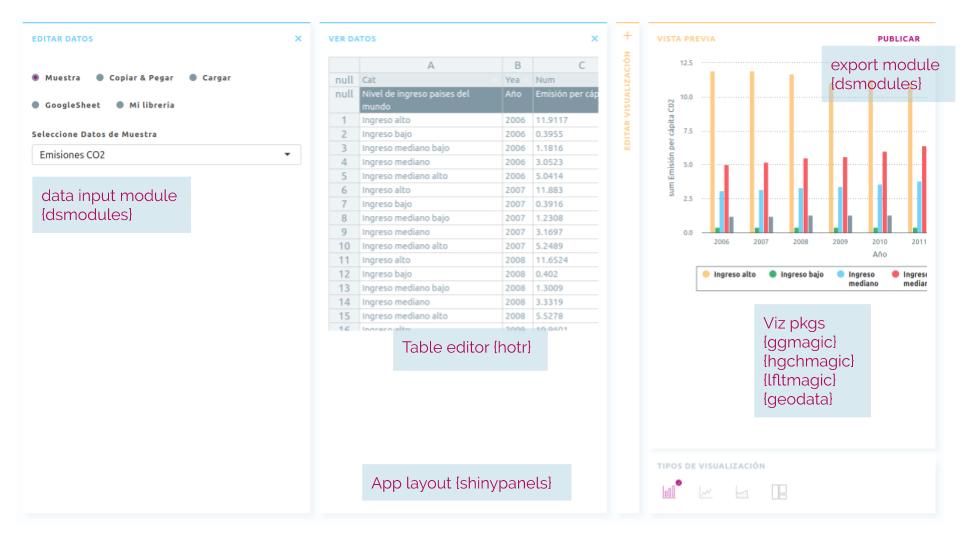 EDITAR DATOS ×
Muestra Copiar & Pegar Cargar
GoogleSheet Mi librería
Seleccione Datos de Muestra
Emisiones CO2
data input module
{dsmodules}
VER DATOS ×
A B C
null Cat Yea Num
null Nivel de ingreso paises del Año Emisión per cáp
mundo
1 Ingreso alto 2006 11.9117
2 Ingreso bajo 2006 0.3955
3 Ingreso mediano bajo 2006 1.1816
4 Ingreso mediano 2006 3.0523
5 Ingreso mediano alto 2006 5.0414
6 Ingreso alto 2007 11.883
7 Ingreso bajo 2007 0.3916
8 Ingreso mediano bajo 2007 1.2308
9 Ingreso mediano 2007 3.1697
10 Ingreso mediano alto 2007 5.2489
11 Ingreso alto 2008 11.6524
12 Ingreso bajo 2008 0.402
13 Ingreso mediano bajo 2008 1.3009
14 Ingreso mediano 2008 3.3319
15 Ingreso mediano alto 2008 5.5278
16 Ingreso alto 2009 10.9601
Table editor {hotr}
App layout {shinypanels}
+
EDITAR VISUALIZACIÓN
VISTA PREVIA PUBLICAR
export module
{dsmodules}
12.5
10.0
7.5
5.0
2.5
0.0
sum Emisión per cápita CO2
2006 2007 2008 2009 2010 2011
Año
Ingreso alto Ingreso bajo Ingreso Ingres
mediano median
Viz pkgs
{ggmagic}
{hgchmagic}
{lfltmagic}
{geodata}
TIPOS DE VISUALIZACIÓN